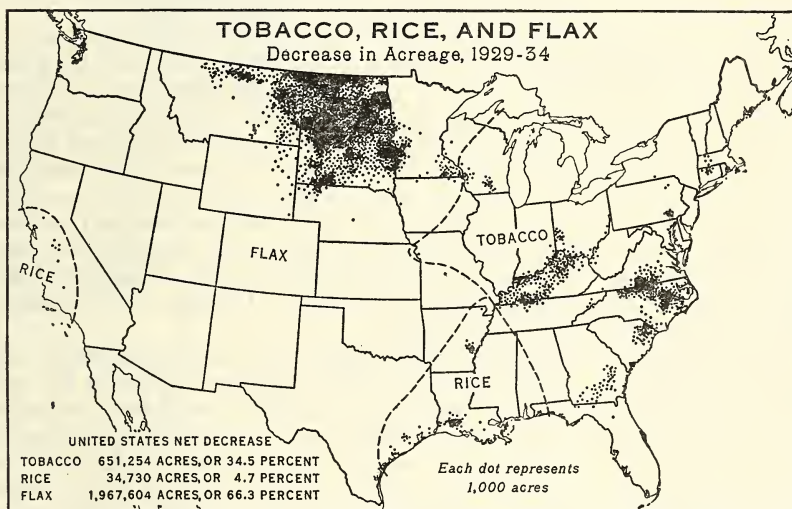 TOBACCO, RICE, AND FLAX
Decrease in Acreage, 1929-34
TOBACCO
FLAX
RICE
RICE
UNITED STATES NET DECREASE
TOBACCO 651,254 ACRES, OR 34.5 PERCENT
RICE 34,730 ACRES, OR 4.7 PERCENT
FLAX 1,967,604 ACRES, OR 66.3 PERCENT
Each dot represents
1,000 acres